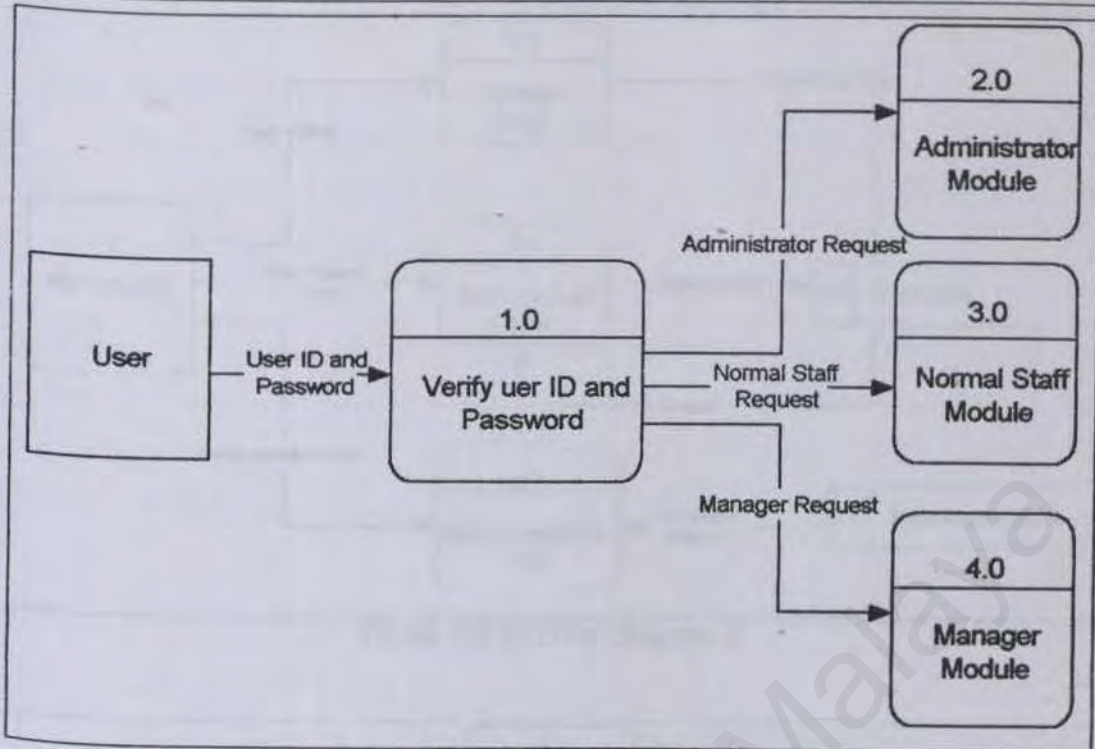 2.0
Administrator
Module
Administrator Request
1.0
3.0
User
User ID and
Password
Verify uer ID and
Password
Normal Staff
Request
Normal Staff
Module
Manager Request
4.0
Manager
Module
Malaya